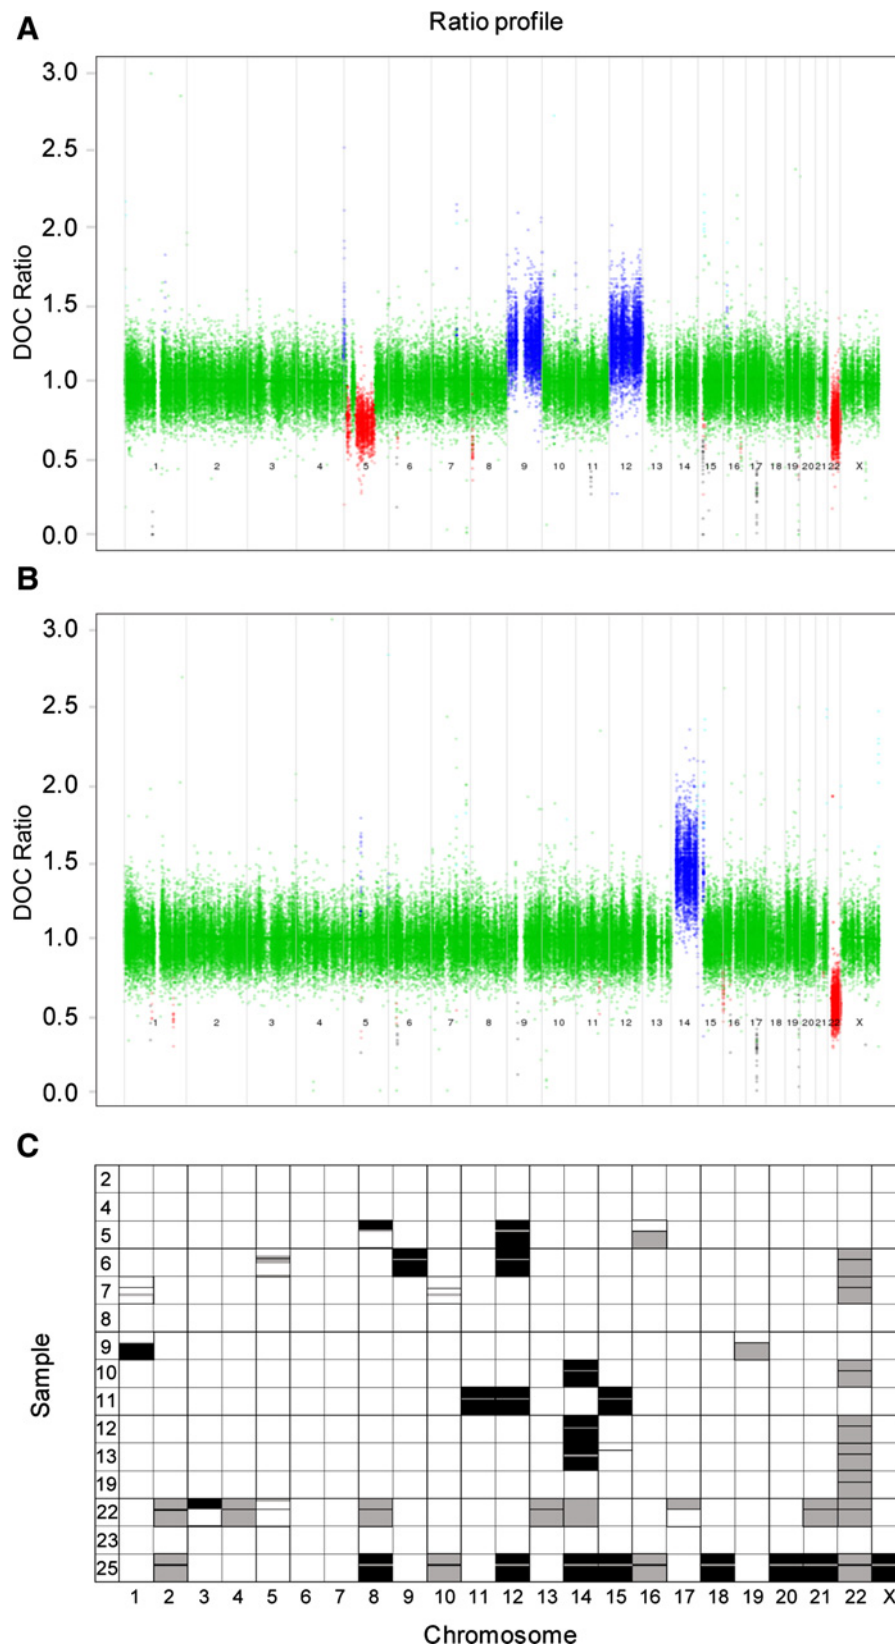 A
Ratio profile
3.0
2.5
2.0
1.5
1.0
0.5
0.0
DOC Ratio
1 2 3 4 5 6 7 8 9 10 11 12 13 14 15 16 17 18 19 20 21 22 X
B
3.0
2.5
2.0
1.5
1.0
0.5
0.0
DOC Ratio
1 2 3 4 5 6 7 8 9 10 11 12 13 14 15 16 17 18 19 20 21 22 X
C
Sample
2
4
5
6
7
8
9
10
11
12
13
19
22
23
25
1 2 3 4 5 6 7 8 9 10 11 12 13 14 15 16 17 18 19 20 21 22 X
Chromosome